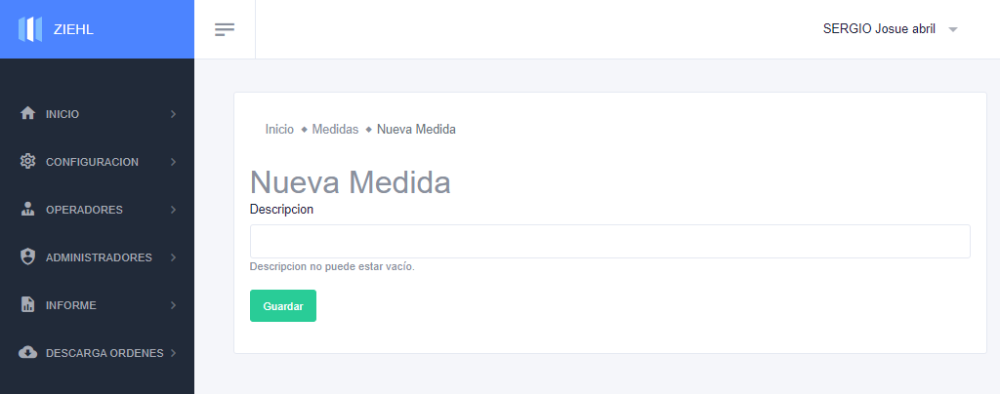 ZIEHL
SERGIO Josue abril
INICIO
CONFIGURACION
OPERADORES
ADMINISTRADORES
INFORME
DESCARGA ORDENES
Inicio ◆ Medidas ◆ Nueva Medida
Nueva Medida
Descripcion
Descripcion no puede estar vacío.
Guardar